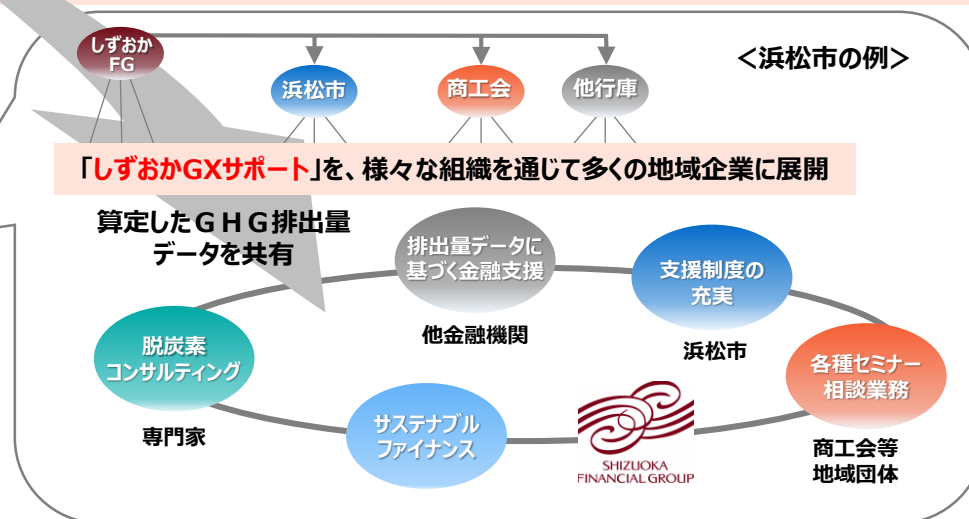 しずおか
FG
<浜松市の例>
浜松市
商工会
他行庫
「しずおかGXサポート」を、様々な組織を通じて多くの地域企業に展開
算定したGHG排出量
データを共有
排出量データに
基づく金融支援
他金融機関
支援制度の
充実
浜松市
脱炭素
コンサルティング
専門家
各種セミナー
相談業務
商工会等
地域団体
サステナブル
ファイナンス
SHIZUOKA
FINANCIAL GROUP